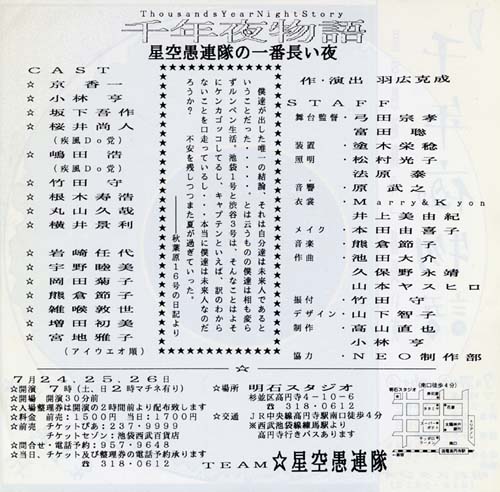 ThousandsYearNightStory
千年夜物語
星空愚連隊の一番長い夜
CAST
☆ 京 香一
☆ 小林 亨
☆ 坂下吾作
☆ 桜井尚人
(疾風Do党)
☆ 嶋田 浩
(疾風Do党)
☆ 竹田 守
☆ 根木寿浩
☆ 丸山久哉
☆ 横井景利
☆ 岩崎任代
☆ 宇野睦美
☆ 岡田菊子
☆ 熊倉節子
☆ 雑喉敦世
☆ 増田初美
☆ 宮地雅子
(アイウエオ順)
僕達が出した唯一の結論、それは自分達は未来人であると
いうことだった・・・・。とは云うものの僕達は相も変ら
ずルンペン生活。池袋1号と渋谷3号は、そんなことはよそ
にケンカゴッコしてるし、キャプテンといえば、訳のわから
ないことを口走っているし・・・本当に僕達は未来人なのだ
ろうか?
不安を残しつつまた夏が過ぎていった。
――秋葉原16号の日記より
作・演出 羽広克成
STAFF
舞台監督・弓田宗孝
富田 聡
装置 ・塗木栄稔
照明 ・松村光子
法原 泰
音響 ・原 武之
衣裳 ・Marry&Kyon
井上美由紀
メイク ・本田由喜子
音楽 ・熊倉節子
作曲 ・池田大介
久保野永靖
山本ヤスヒロ
振付 ・竹田 守
デザイン・山下智子
制作 ・高山直也
小林 亨
協力 ・NEO制作部
7月24、25、26日
☆開演 7時(土、日2時マチネ有り)
☆開場 開演30分前
☆入場整理券は開演の2時間前より配布致します
☆料金 前売:1500円 当日:1700円
☆前売 チケットぴあ:237・9999
チケットセゾン:池袋西武百貨店
☆問合せ・電話予約:957・9648
☆当日、チケット及び整理券の電話予約承ります
☎ 318・0612
☆場所 明石スタジオ
杉並区高円寺4-10-6
☎ 318・0612
☆交通 JR中央線高円寺駅南口徒歩4分
※西武池袋線練馬駅より
高円寺行きバスあります
明石スタジオ
(南口徒歩4分)
TEAM☆星空愚連隊